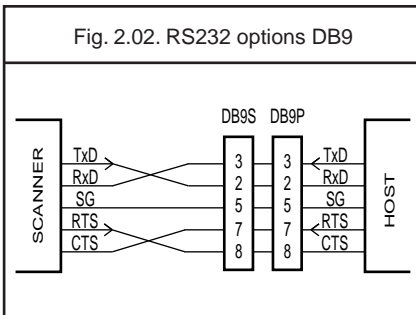 Fig. 2.02. RS232 options DB9
DB9S DB9P
SCANNER
TxD 3 3 TxD
RxD 2 2 RxD
SG 5 5 SG
RTS 7 7 RTS
CTS 8 8 CTS
HOST